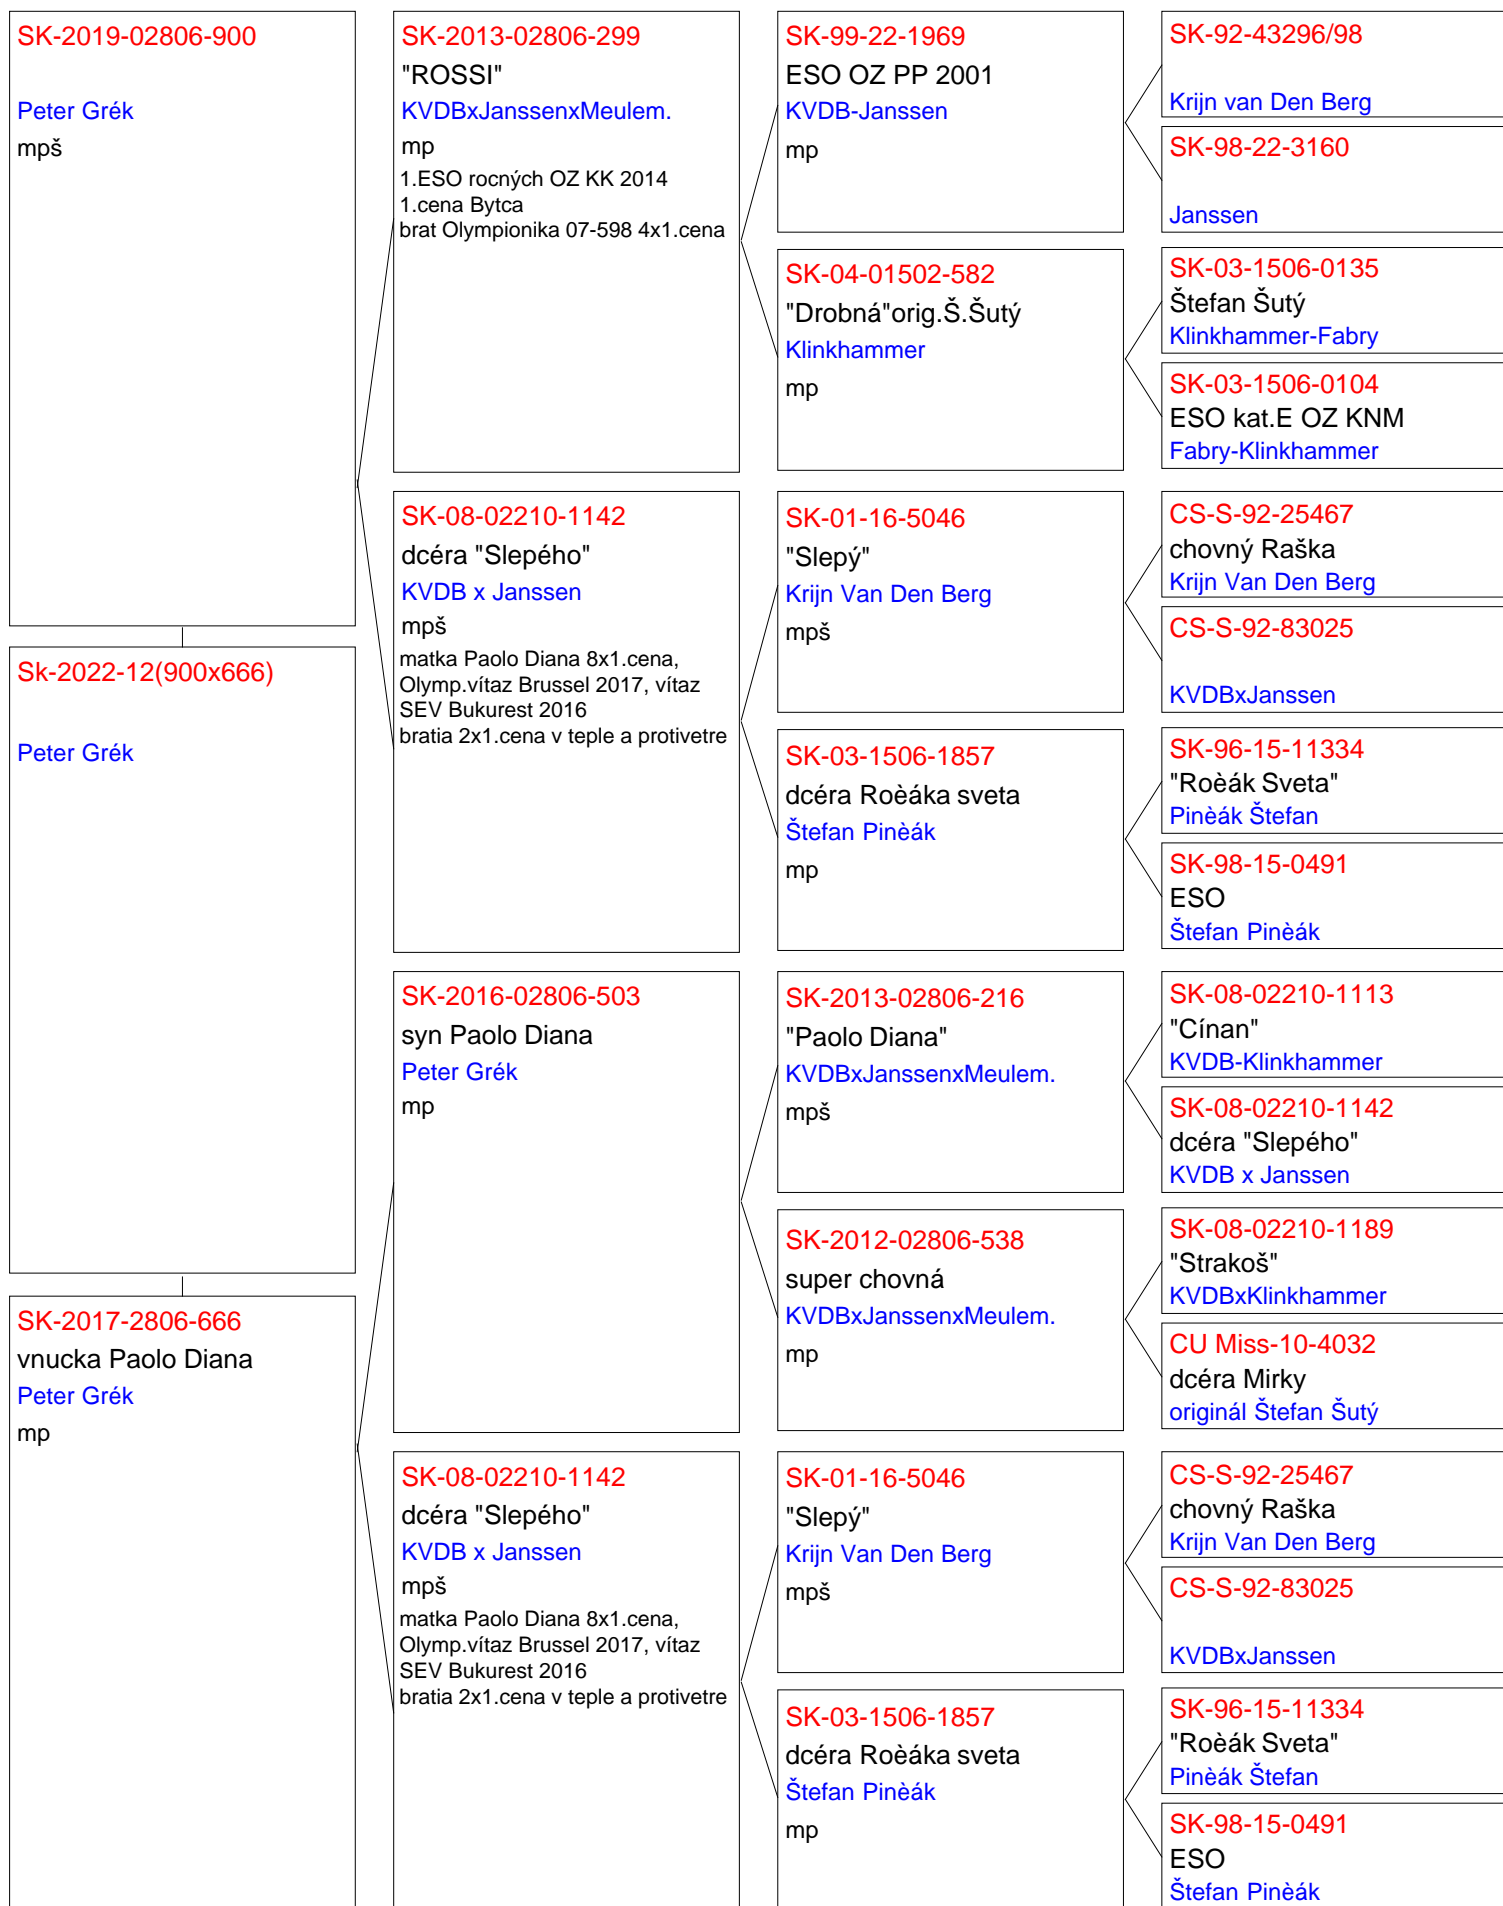 SK-2019-02806-900
Peter Grék
mpš
Sk-2022-12(900x666)
Peter Grék
SK-2017-2806-666
vnucka Paolo Diana
Peter Grék
mp
SK-2013-02806-299
"ROSSI"
KVDBxJanssenxMeulem.
mp
1.ESO rocných OZ KK 2014
1.cena Bytca
brat Olympionika 07-598 4x1.cena
SK-08-02210-1142
dcéra "Slepého"
KVDB x Janssen
mpš
matka Paolo Diana 8x1.cena,
Olymp.vítaz Brussel 2017, vítaz
SEV Bukurest 2016
bratia 2x1.cena v teple a protivetre
SK-2016-02806-503
syn Paolo Diana
Peter Grék
mp
SK-08-02210-1142
dcéra "Slepého"
KVDB x Janssen
mpš
matka Paolo Diana 8x1.cena,
Olymp.vítaz Brussel 2017, vítaz
SEV Bukurest 2016
bratia 2x1.cena v teple a protivetre
SK-99-22-1969
ESO OZ PP 2001
KVDB-Janssen
mp
SK-04-01502-582
"Drobná"orig.Š.Šutý
Klinkhammer
mp
SK-01-16-5046
"Slepý"
Krijn Van Den Berg
mpš
SK-03-1506-1857
dcéra Roèáka sveta
Štefan Pinèák
mp
SK-2013-02806-216
"Paolo Diana"
KVDBxJanssenxMeulem.
mpš
SK-2012-02806-538
super chovná
KVDBxJanssenxMeulem.
mp
SK-01-16-5046
"Slepý"
Krijn Van Den Berg
mpš
SK-03-1506-1857
dcéra Roèáka sveta
Štefan Pinèák
mp
SK-92-43296/98
Krijn van Den Berg
SK-98-22-3160
Janssen
SK-03-1506-0135
Štefan Šutý
Klinkhammer-Fabry
SK-03-1506-0104
ESO kat.E OZ KNM
Fabry-Klinkhammer
CS-S-92-25467
chovný Raška
Krijn Van Den Berg
CS-S-92-83025
KVDBxJanssen
SK-96-15-11334
"Roèák Sveta"
Pinèák Štefan
SK-98-15-0491
ESO
Štefan Pinèák
SK-08-02210-1113
"Cínan"
KVDB-Klinkhammer
SK-08-02210-1142
dcéra "Slepého"
KVDB x Janssen
SK-08-02210-1189
"Strakoš"
KVDBxKlinkhammer
CU Miss-10-4032
dcéra Mirky
originál Štefan Šutý
CS-S-92-25467
chovný Raška
Krijn Van Den Berg
CS-S-92-83025
KVDBxJanssen
SK-96-15-11334
"Roèák Sveta"
Pinèák Štefan
SK-98-15-0491
ESO
Štefan Pinèák